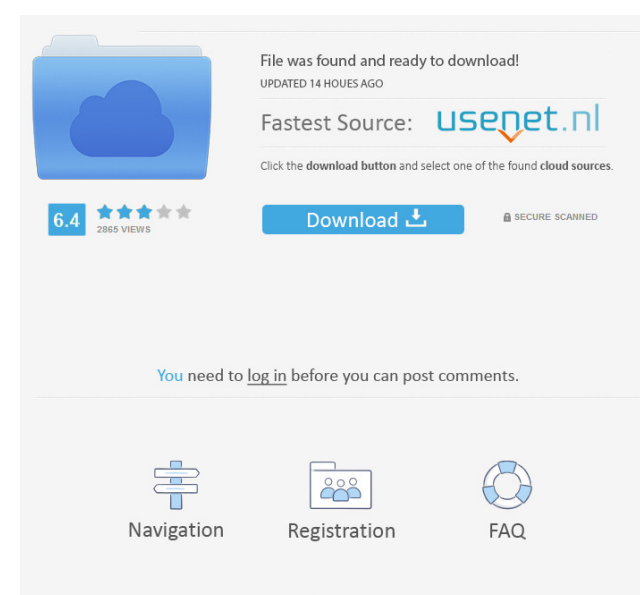 File was found and ready to download!
UPDATED 14 HOUES AGO
Fastest Source: usenet.nl
Click the download button and select one of the found cloud sources.
6.4
2865 VIEWS
Download
SECURE SCANNED
You need to log in before you can post comments.
Navigation
Registration
FAQ